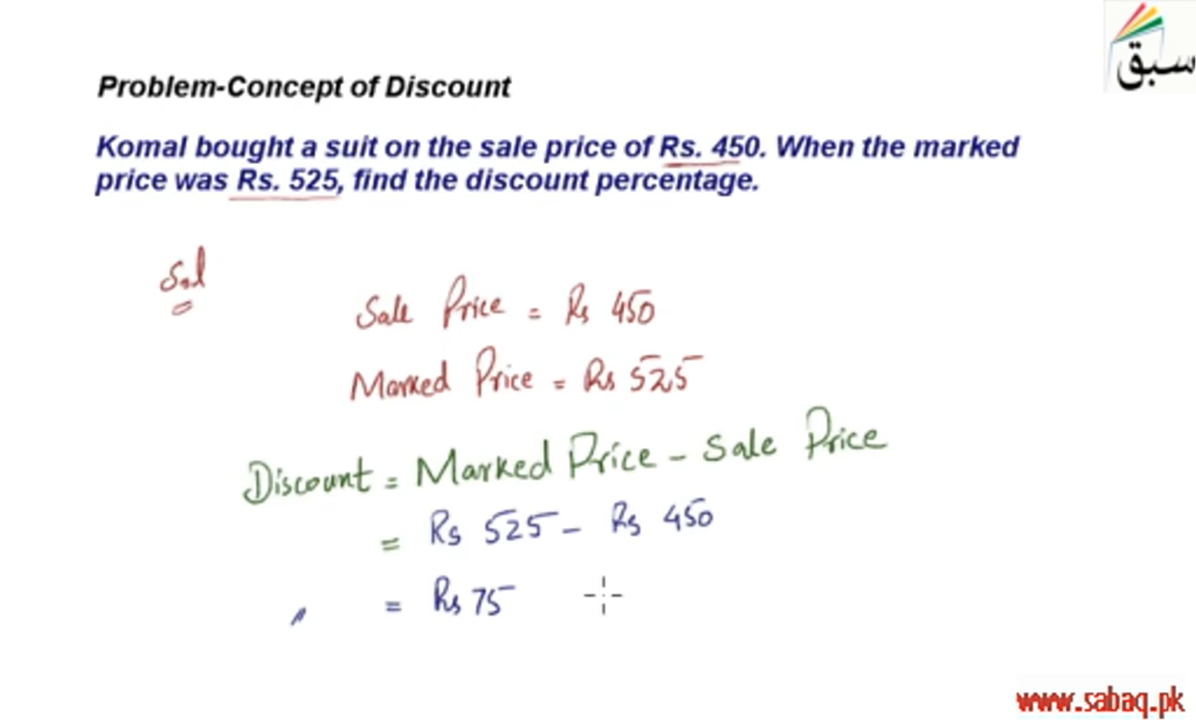 سبق
Problem-Concept of Discount
Komal bought a suit on the sale price of Rs. 450. When the marked
price was Rs. 525, find the discount percentage.
Sol
Sale Price = Rs 450
Marked Price = Rs 525
Discount = Marked Price - Sale Price
= Rs 525 - Rs 450
= Rs 75
www.sabaq.pk